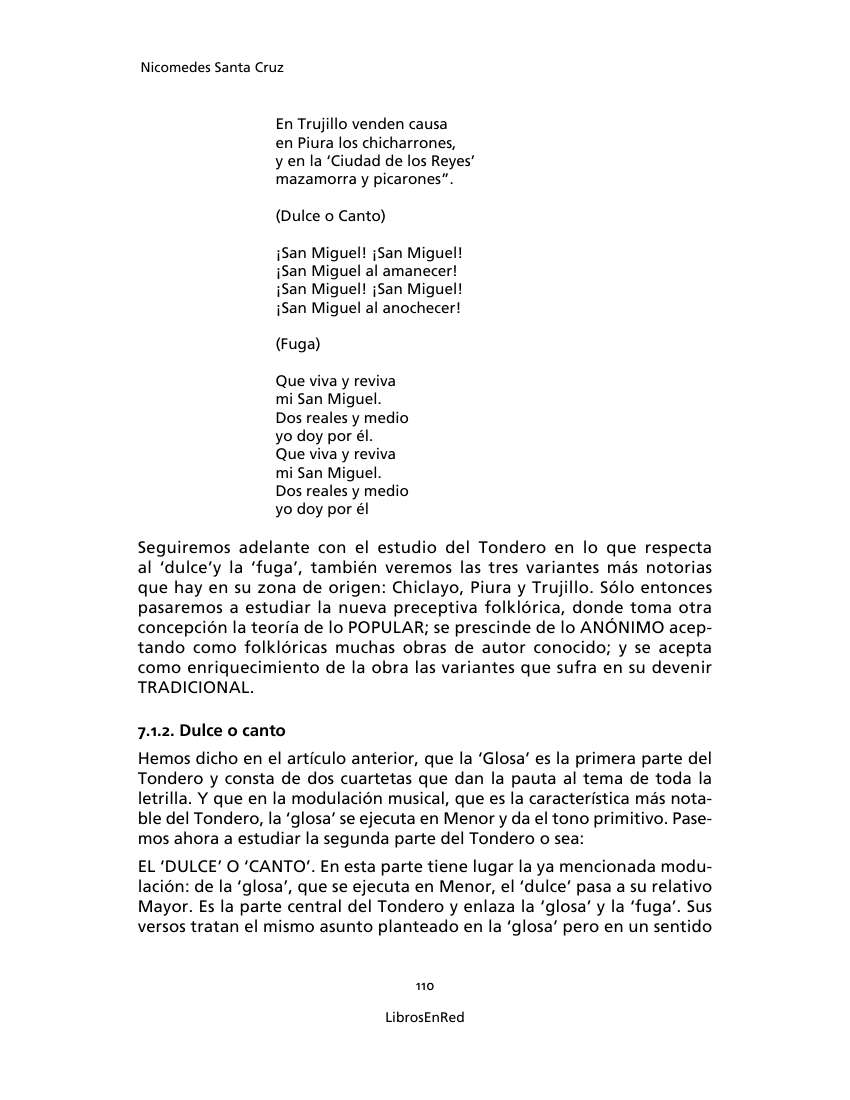 Nicomedes Santa Cruz
En Trujillo venden causa
en Piura los chicharrones,
y en la ‘Ciudad de los Reyes’
mazamorra y picarones”.
(Dulce o Canto)
¡San Miguel! ¡San Miguel!
¡San Miguel al amanecer!
¡San Miguel! ¡San Miguel!
¡San Miguel al anochecer!
(Fuga)
Que viva y reviva
mi San Miguel.
Dos reales y medio
yo doy por él.
Que viva y reviva
mi San Miguel.
Dos reales y medio
yo doy por él
Seguiremos adelante con el estudio del Tondero en lo que respecta
al ‘dulce’y la ‘fuga’, también veremos las tres variantes más notorias
que hay en su zona de origen: Chiclayo, Piura y Trujillo. Sólo entonces
pasaremos a estudiar la nueva preceptiva folklórica, donde toma otra
concepción la teoría de lo POPULAR; se prescinde de lo ANÓNIMO acep-
tando como folklóricas muchas obras de autor conocido; y se acepta
como enriquecimiento de la obra las variantes que sufra en su devenir
TRADICIONAL.
7.1.2. Dulce o canto
Hemos dicho en el artículo anterior, que la ‘Glosa’ es la primera parte del
Tondero y consta de dos cuartetas que dan la pauta al tema de toda la
letrilla. Y que en la modulación musical, que es la característica más nota-
ble del Tondero, la ‘glosa’ se ejecuta en Menor y da el tono primitivo. Pase-
mos ahora a estudiar la segunda parte del Tondero o sea:
EL ‘DULCE’ O ‘CANTO’. En esta parte tiene lugar la ya mencionada modu-
lación: de la ‘glosa’, que se ejecuta en Menor, el ‘dulce’ pasa a su relativo
Mayor. Es la parte central del Tondero y enlaza la ‘glosa’ y la ‘fuga’. Sus
versos tratan el mismo asunto planteado en la ‘glosa’ pero en un sentido
110
LibrosEnRed